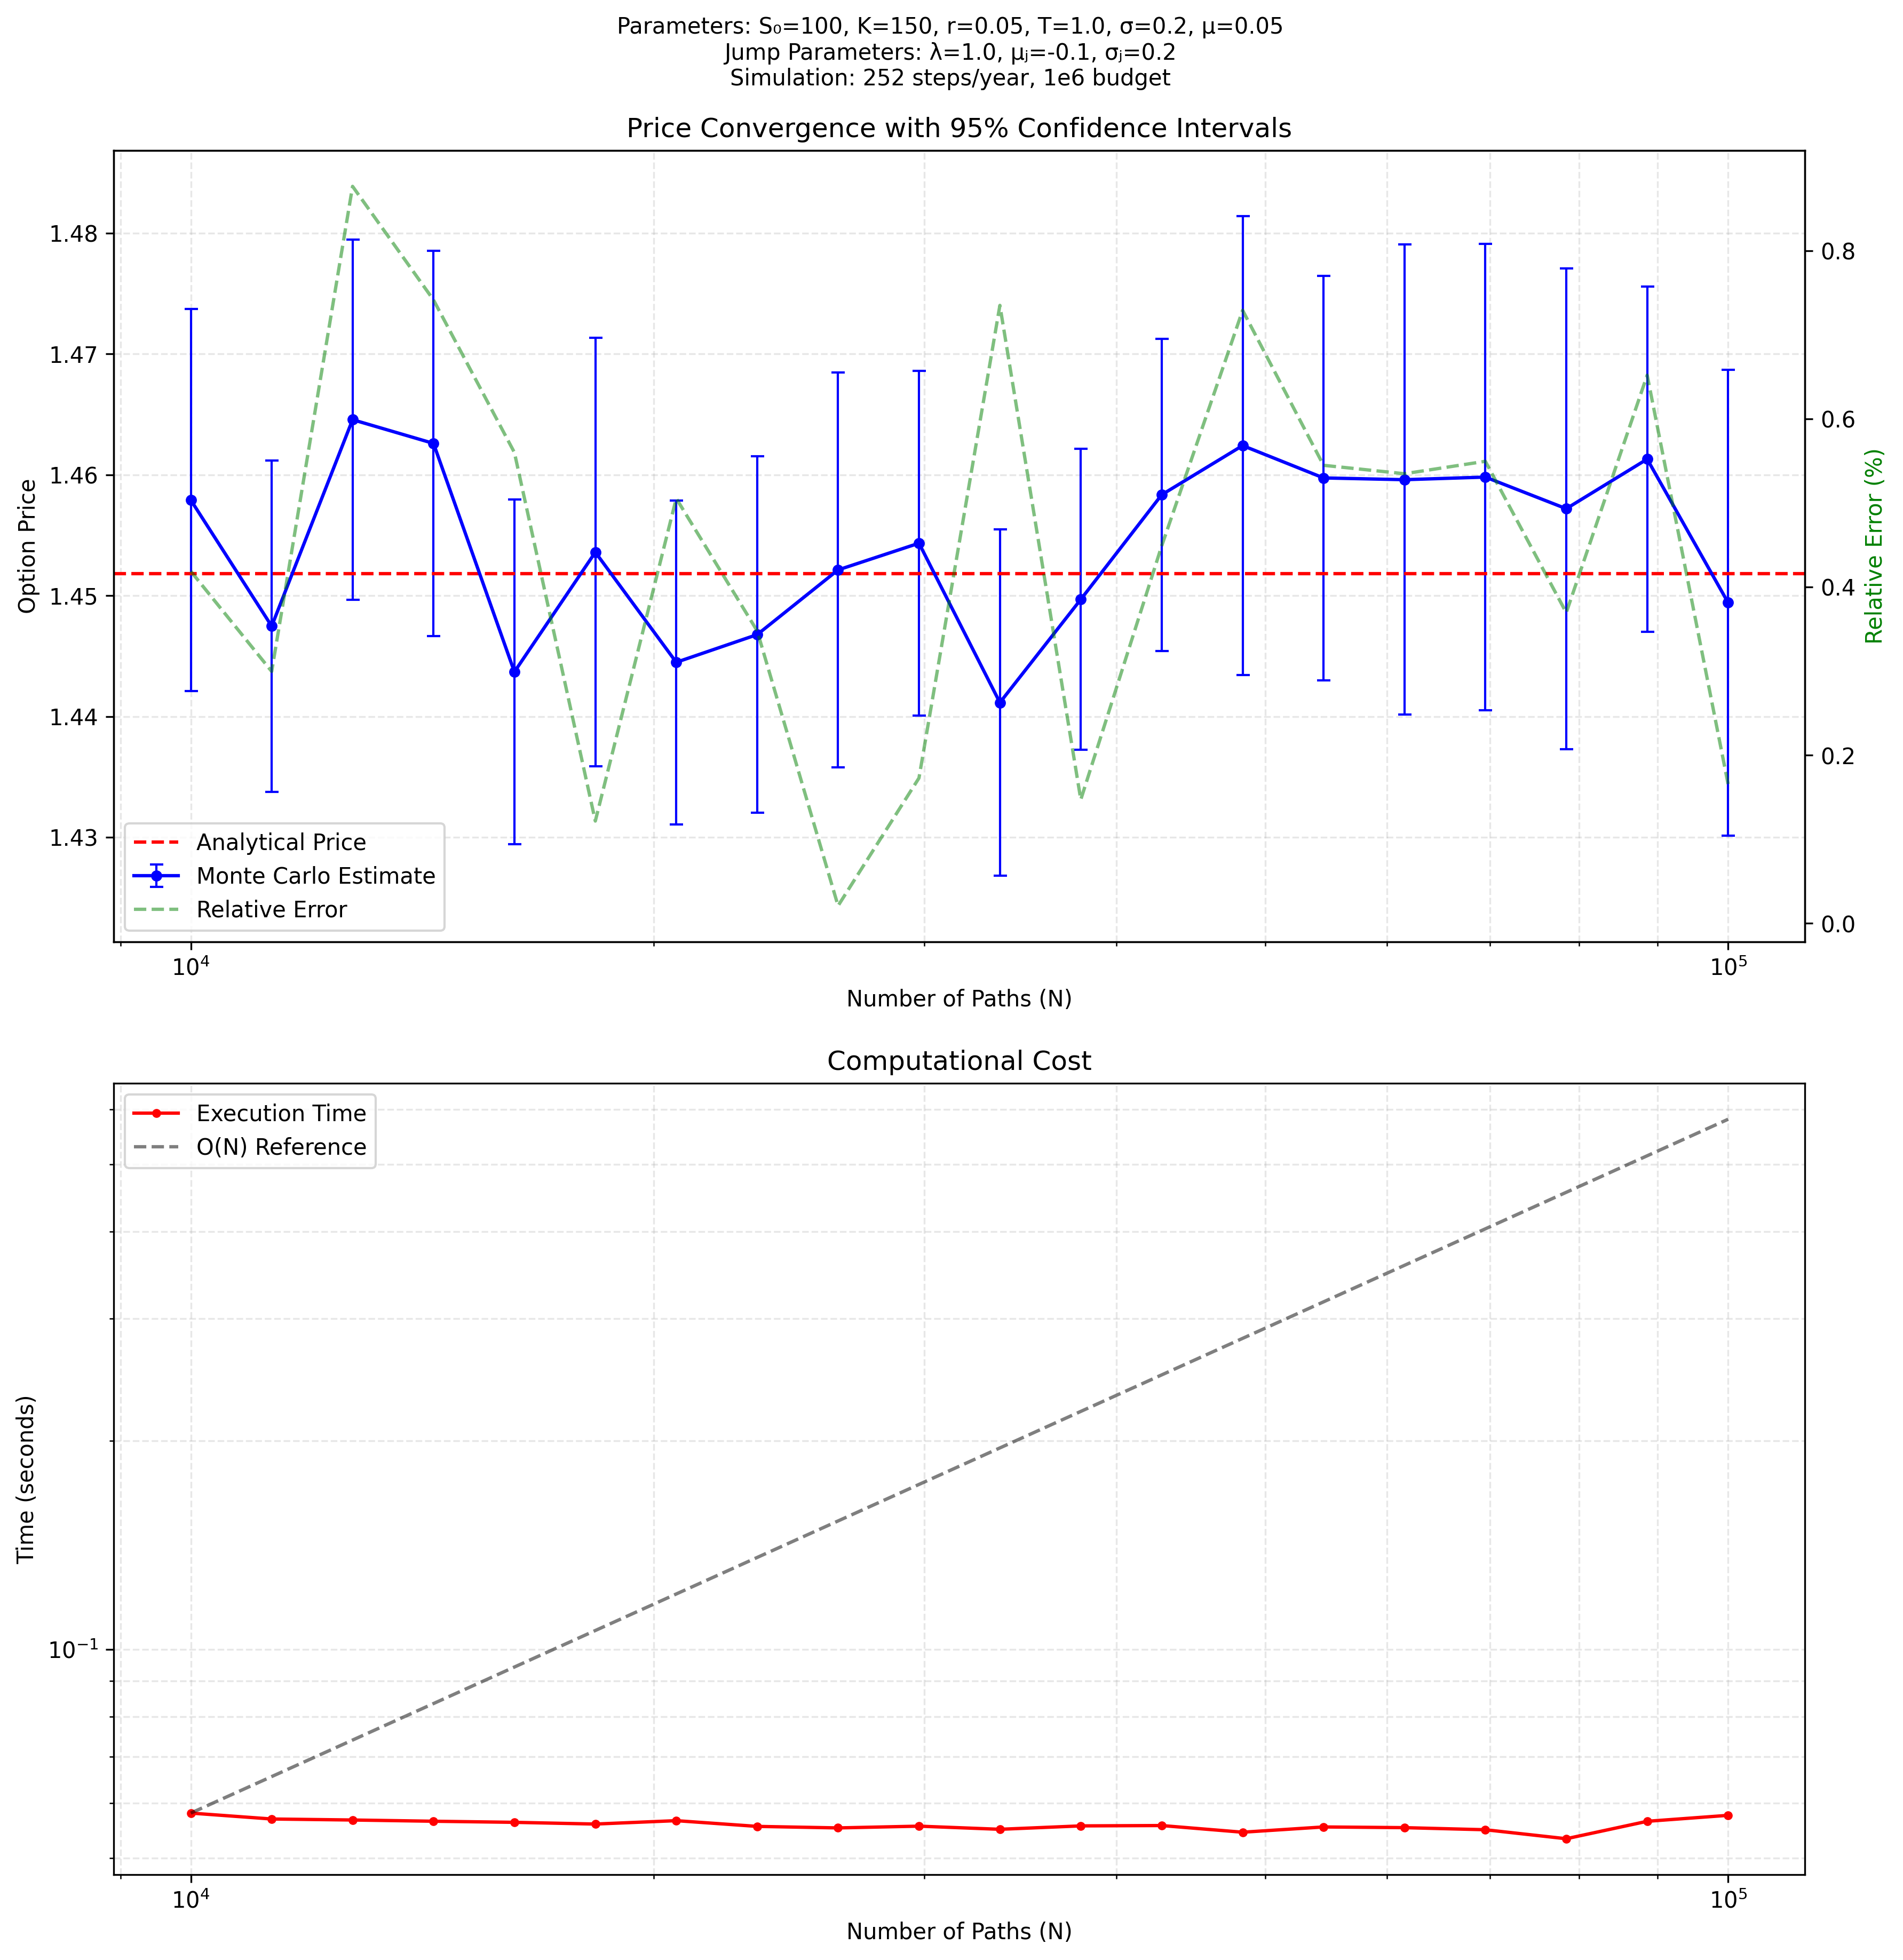 Parameters: S₀=100, K=150, r=0.05, T=1.0, σ=0.2, μ=0.05
Jump Parameters: λ=1.0, μⱼ=-0.1, σⱼ=0.2
Simulation: 252 steps/year, 1e6 budget
Price Convergence with 95% Confidence Intervals
Option Price
1.48
1.47
1.46
1.45
1.44
1.43
0.8
0.6
0.4
0.2
0.0
Relative Error (%)
Analytical Price
Monte Carlo Estimate
Relative Error
10⁴
10⁵
Number of Paths (N)
Computational Cost
Execution Time
O(N) Reference
Time (seconds)
10⁻¹
10⁴
10⁵
Number of Paths (N)